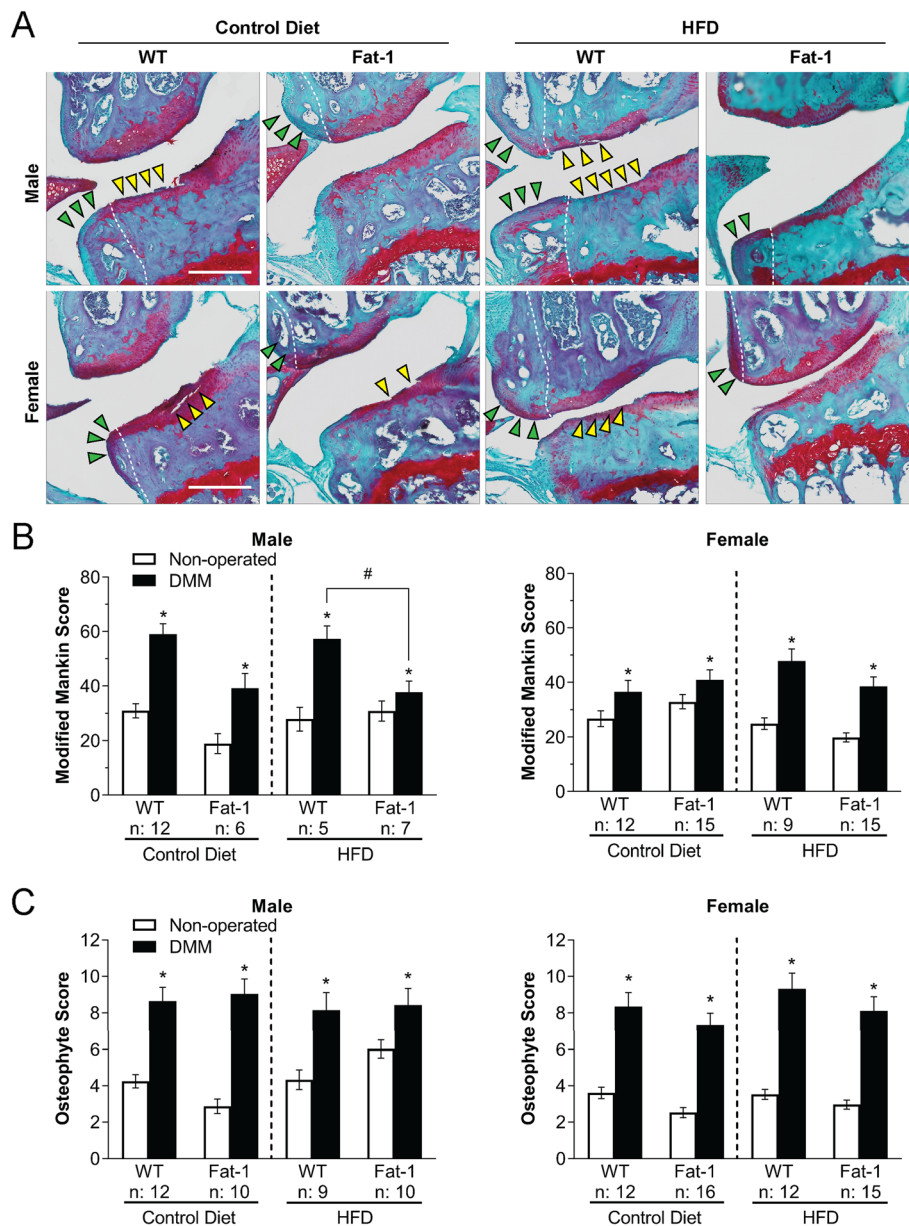 A
Control Diet
HFD
WT
Fat-1
WT
Fat-1
Male
Female
B
Male
Non-operated
DMM
Modified Mankin Score
80
60
40
20
0
*
*
*
#
*
WT
Fat-1
WT
Fat-1
n: 12
n: 6
n: 5
n: 7
Control Diet
HFD
Female
Modified Mankin Score
80
60
40
20
0
*
*
*
*
WT
Fat-1
WT
Fat-1
n: 12
n: 15
n: 9
n: 15
Control Diet
HFD
C
Male
Non-operated
DMM
Osteophyte Score
12
10
8
6
4
2
0
*
*
*
*
WT
Fat-1
WT
Fat-1
n: 12
n: 10
n: 9
n: 10
Control Diet
HFD
Female
Osteophyte Score
12
10
8
6
4
2
0
*
*
*
*
WT
Fat-1
WT
Fat-1
n: 12
n: 16
n: 12
n: 15
Control Diet
HFD